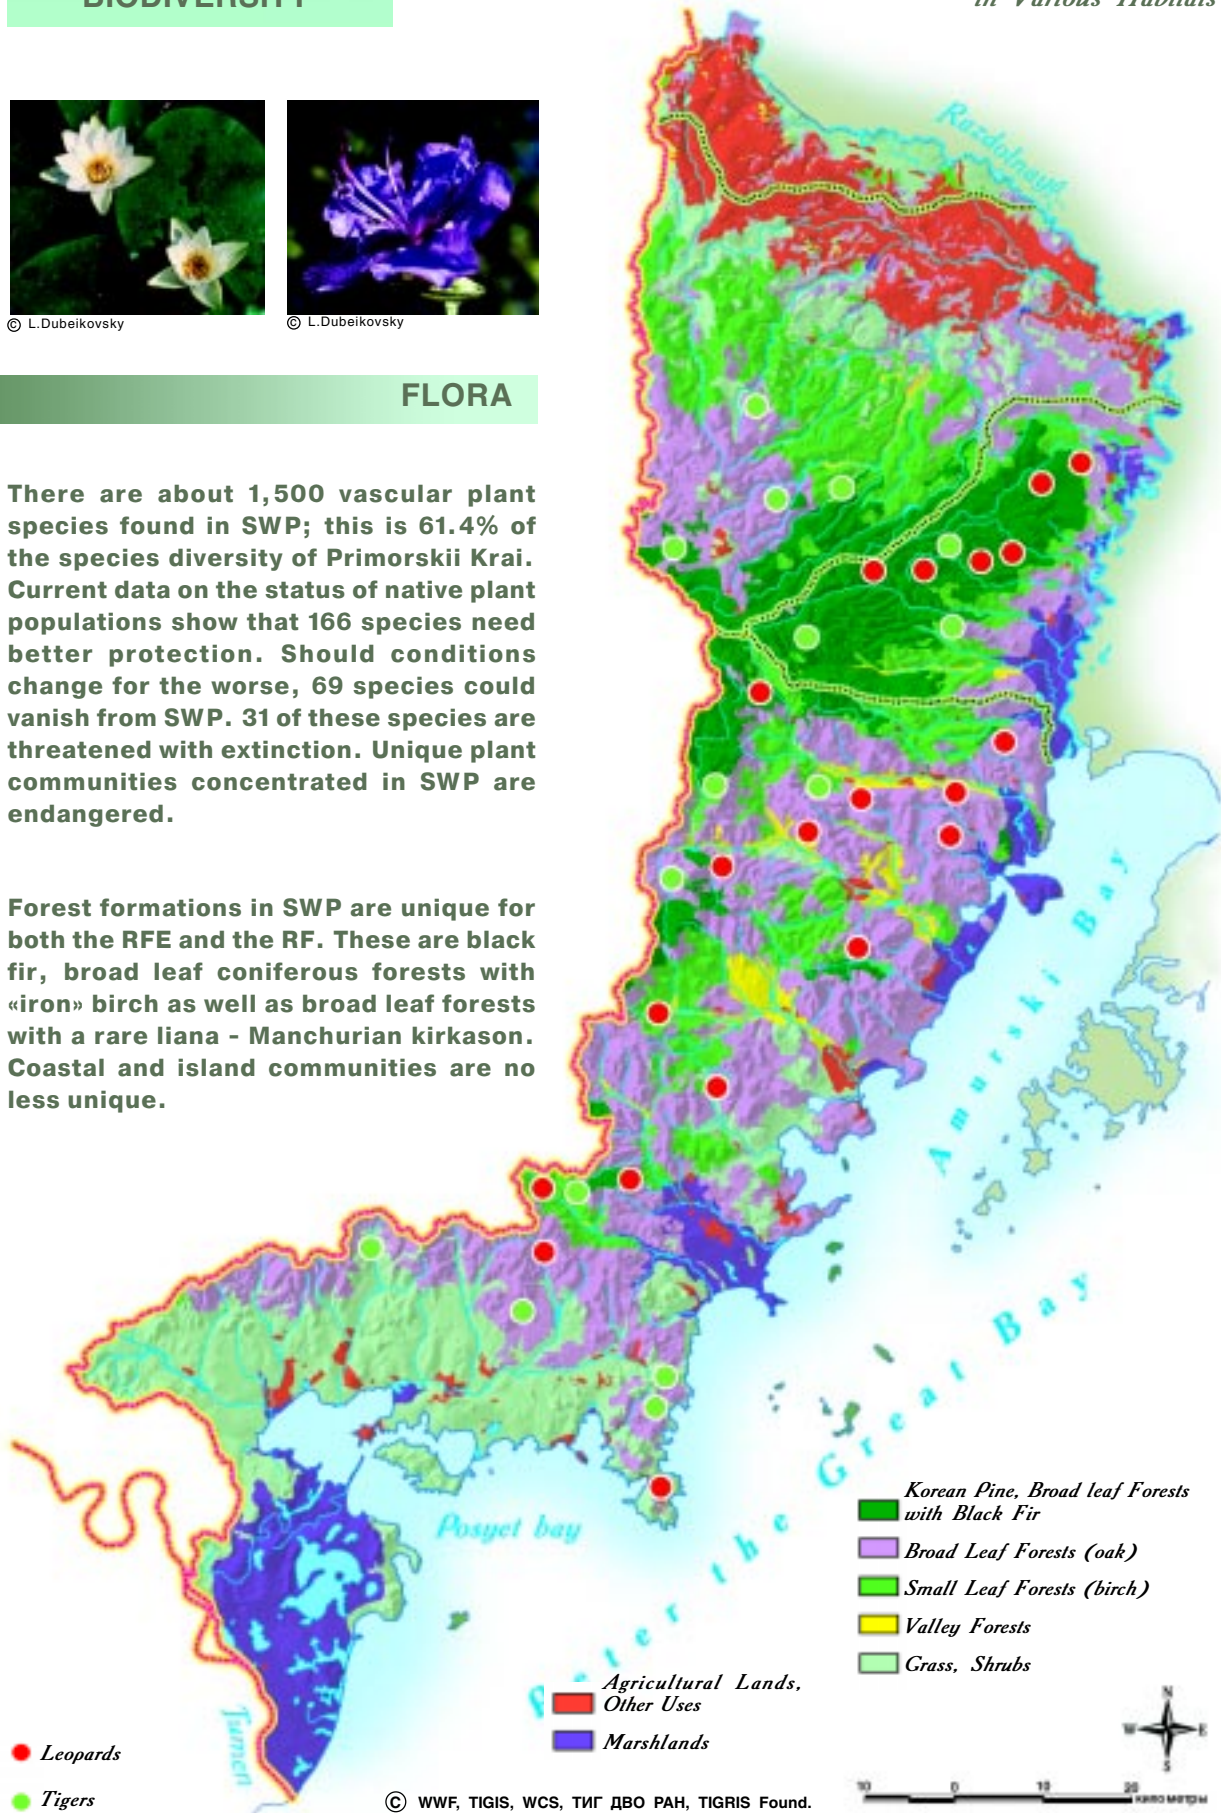 BIODIVERSITY
in Various Habitats
© L.Dubeikovsky
© L.Dubeikovsky
FLORA
There are about 1,500 vascular plant
species found in SWP; this is 61.4% of
the species diversity of Primorskii Krai.
Current data on the status of native plant
populations show that 166 species need
better protection. Should conditions
change for the worse, 69 species could
vanish from SWP. 31 of these species are
threatened with extinction. Unique plant
communities concentrated in SWP are
endangered.
Forest formations in SWP are unique for
both the RFE and the RF. These are black
fir, broad leaf coniferous forests with
«iron» birch as well as broad leaf forests
with a rare liana - Manchurian kirkason.
Coastal and island communities are no
less unique.
Razdolnaya
Amurski Bay
Peter the Great Bay
Posyet bay
Tumen
Korean Pine, Broad leaf Forests
with Black Fir
Broad Leaf Forests (oak)
Small Leaf Forests (birch)
Valley Forests
Grass, Shrubs
Agricultural Lands,
Other Uses
Marshlands
Leopards
Tigers
N
W E
S
10 0 10 20
километры
© WWF, TIGIS, WCS, ТИГ ДВО РАН, TIGRIS Found.